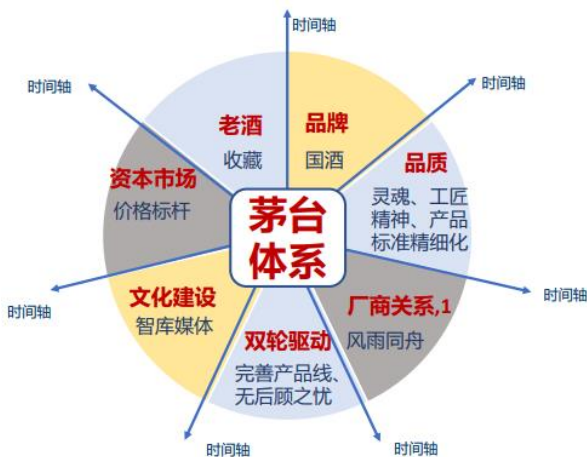 时间轴
时间轴
时间轴
老酒
收藏
品牌
国酒
品质
灵魂、工匠
精神、产品
标准精细化
资本市场
价格标杆
茅台
体系
厂商关系,1
风雨同舟
文化建设
智库媒体
双轮驱动
完善产品线、
无后顾之忧
时间轴
时间轴
时间轴
时间轴